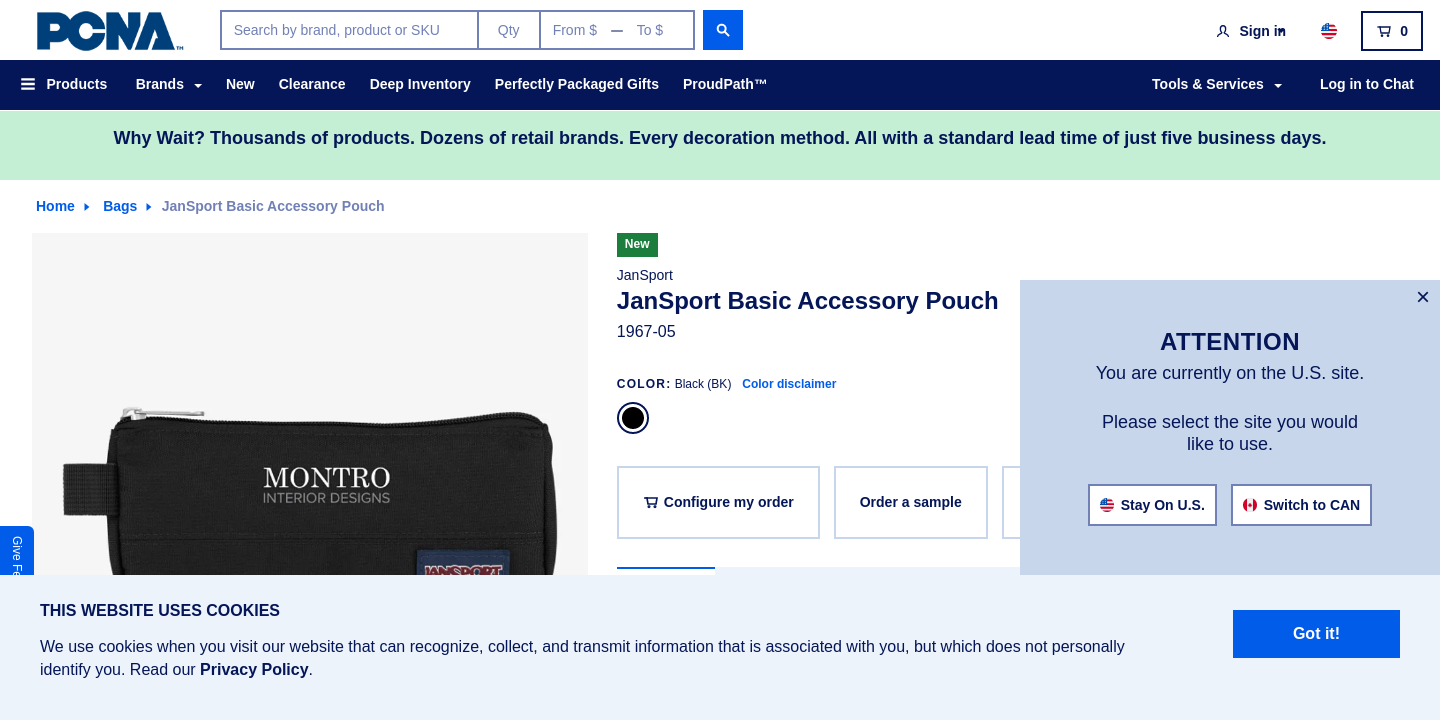 PCNA™
Search by brand, product or SKU
Qty
From $ — To $
Sign in
0
Products
Brands
New
Clearance
Deep Inventory
Perfectly Packaged Gifts
ProudPath™
Tools & Services
Log in to Chat
Why Wait? Thousands of products. Dozens of retail brands. Every decoration method. All with a standard lead time of just five business days.
Home
Bags
JanSport Basic Accessory Pouch
New
JanSport
JanSport Basic Accessory Pouch
1967-05
COLOR: Black (BK) Color disclaimer
Configure my order
Order a sample
MONTRO
INTERIOR DESIGNS
JANSPORT
Give Fe
×
ATTENTION
You are currently on the U.S. site.
Please select the site you would
like to use.
Stay On U.S.
Switch to CAN
THIS WEBSITE USES COOKIES
We use cookies when you visit our website that can recognize, collect, and transmit information that is associated with you, but which does not personally
identify you. Read our Privacy Policy.
Got it!